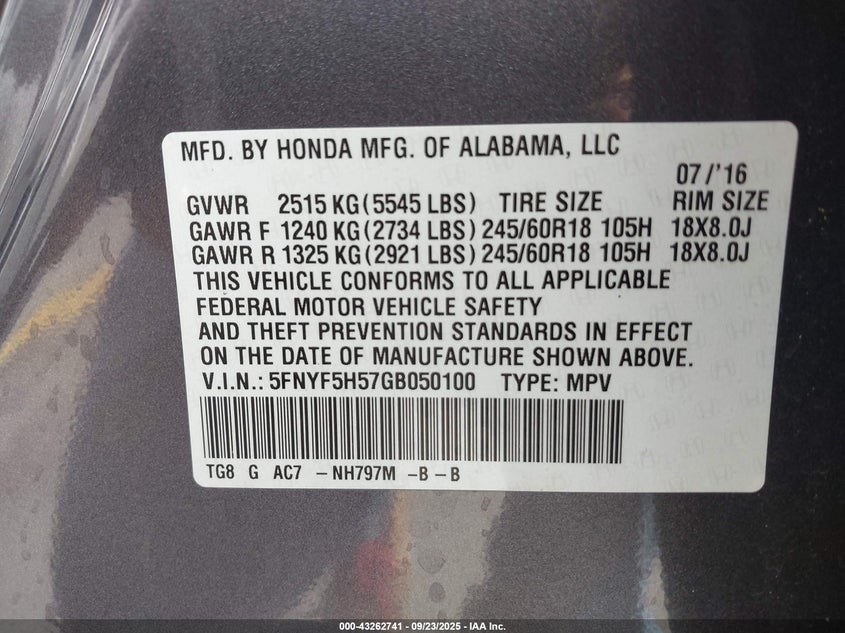 MFD. BY HONDA MFG. OF ALABAMA, LLC
07/'16
GVWR 2515 KG (5545 LBS) TIRE SIZE RIM SIZE
GAWR F 1240 KG (2734 LBS) 245/60R18 105H 18X8.0J
GAWR R 1325 KG (2921 LBS) 245/60R18 105H 18X8.0J
THIS VEHICLE CONFORMS TO ALL APPLICABLE
FEDERAL MOTOR VEHICLE SAFETY
AND THEFT PREVENTION STANDARDS IN EFFECT
ON THE DATE OF MANUFACTURE SHOWN ABOVE.
V.I.N.: 5FNYF5H57GB050100 TYPE: MPV
TG8 G AC7 -NH797M -B -B
000-43262741 - 09/23/2025 - IAA Inc.